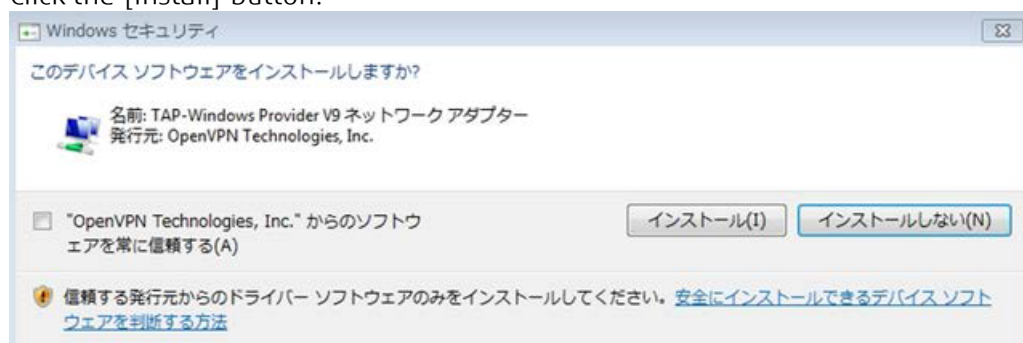 Click the [Install] button.
Windows セキュリティ
このデバイス ソフトウェアをインストールしますか?
名前: TAP-Windows Provider V9 ネットワーク アダプター
発行元: OpenVPN Technologies, Inc.
"OpenVPN Technologies, Inc." からのソフトウ
ェアを常に信頼する(A)
インストール(I)
インストールしない(N)
信頼する発行元からのドライバー ソフトウェアのみをインストールしてください。安全にインストールできるデバイス ソフト
ウェアを判断する方法